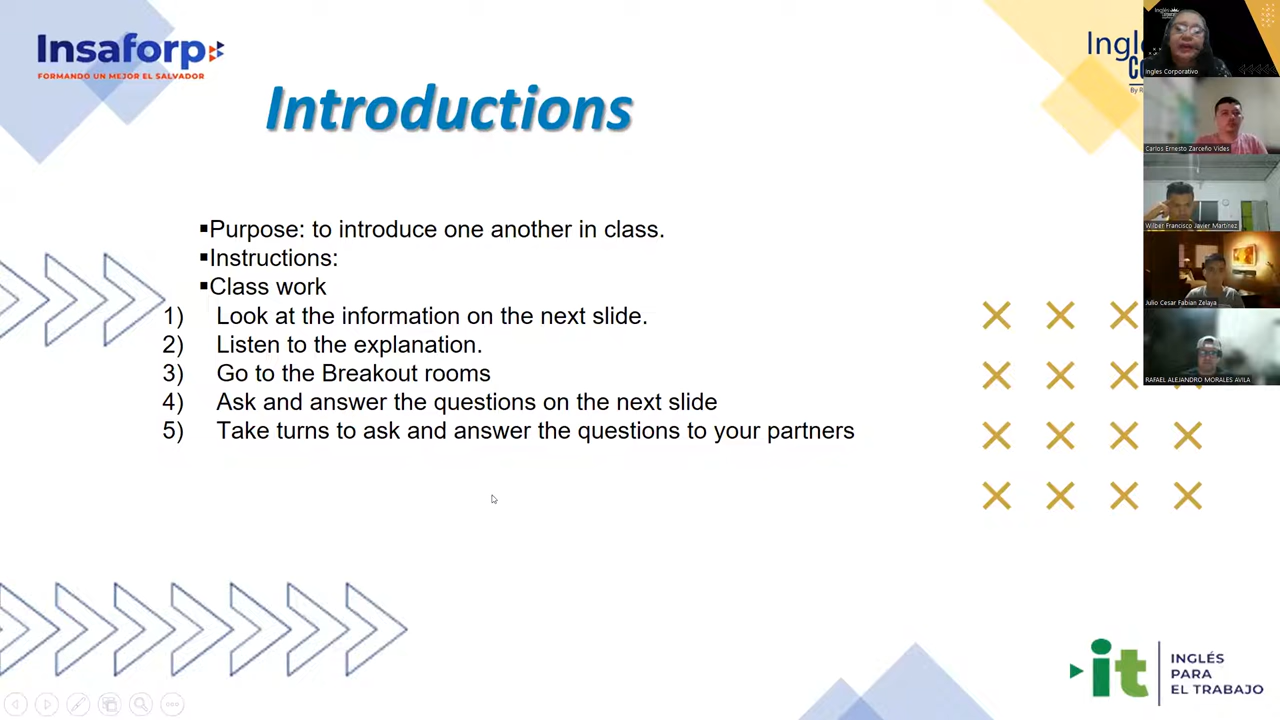 Insaforp
FORMANDO UN MEJOR EL SALVADOR
Introductions
▪Purpose: to introduce one another in class.
▪Instructions:
▪Class work
1) Look at the information on the next slide.
2) Listen to the explanation.
3) Go to the Breakout rooms
4) Ask and answer the questions on the next slide
5) Take turns to ask and answer the questions to your partners
Ingles Corporativo
Carlos Ernesto Zarceño Vides
Wilber Francisco Javier Martinez
Julio Cesar Fabian Zelaya
RAFAEL ALEJANDRO MORALES AVILA
it
INGLÉS
PARA
EL TRABAJO